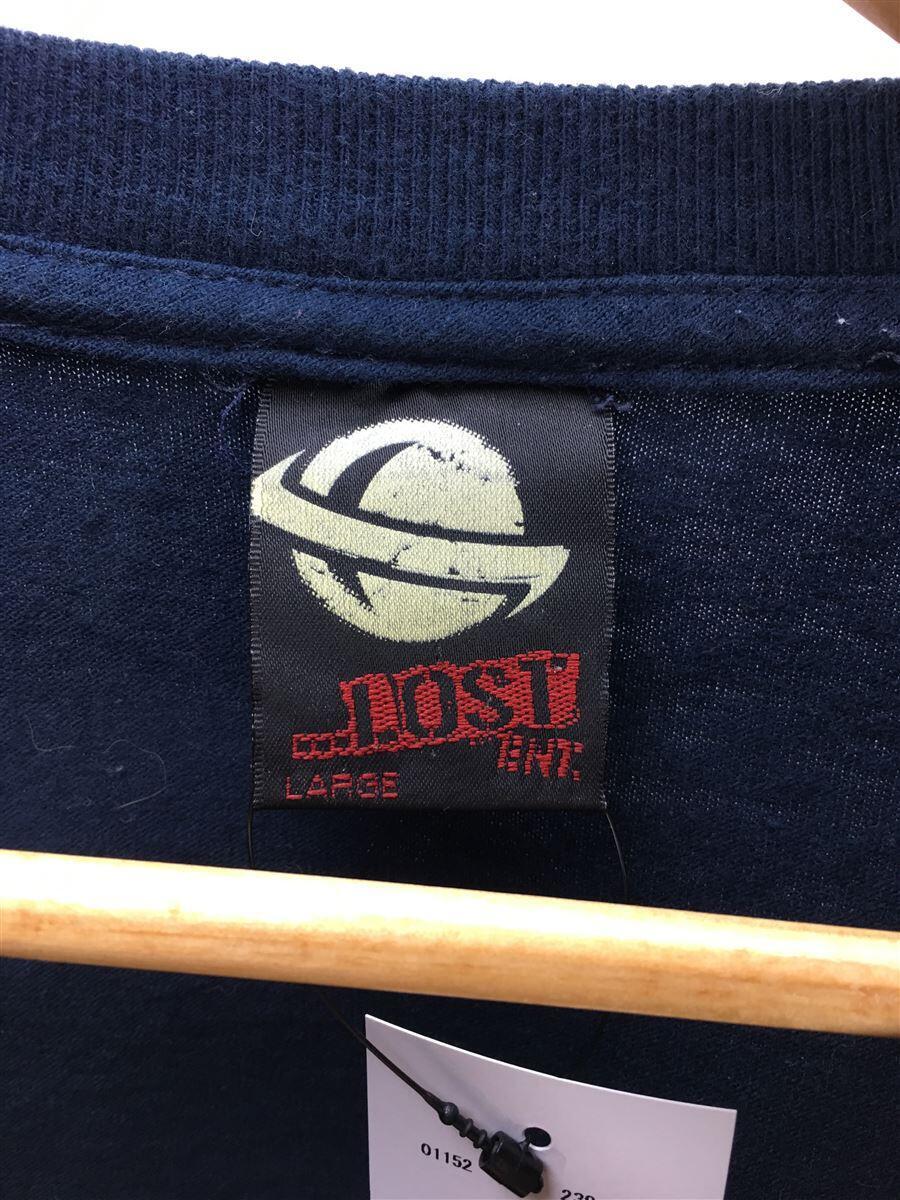 ...LOST
ENT.
LARGE
01152